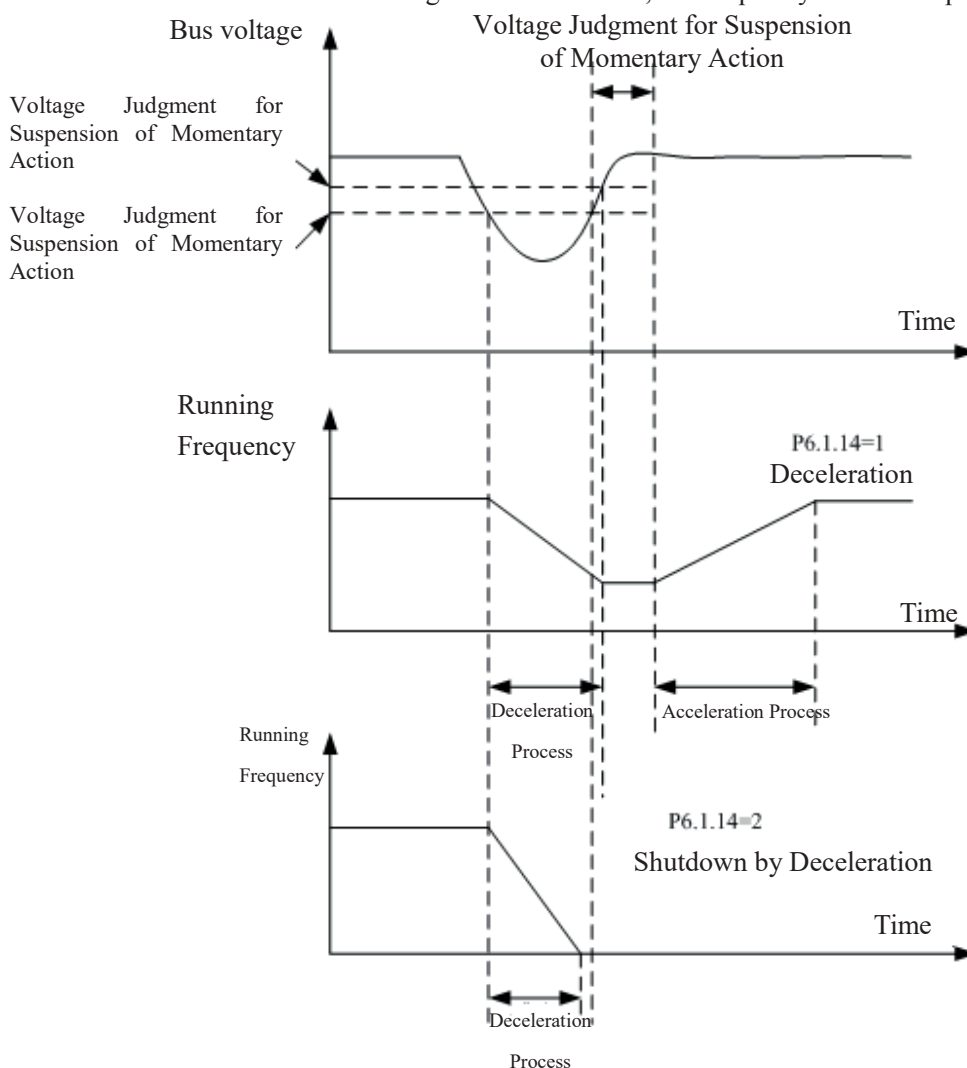 Bus voltage
Voltage Judgment for Suspension
of Momentary Action
Voltage Judgment for
Suspension of Momentary
Action
Voltage Judgment for
Suspension of Momentary
Action
Time
Running
Frequency
P6.1.14=1
Deceleration
Time
Deceleration
Process
Acceleration Process
Running
Frequency
P6.1.14=2
Shutdown by Deceleration
Time
Deceleration
Process